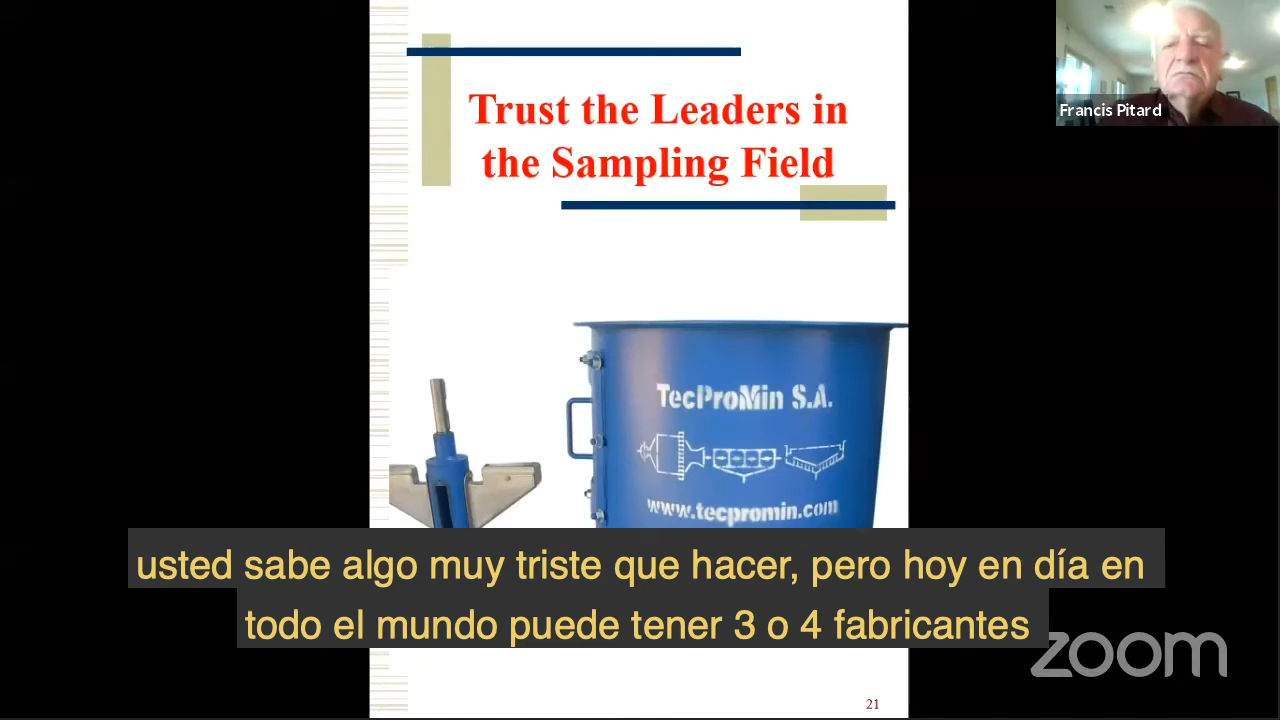 Francis Pitard
Trust the Leaders in
the Sampling Field
TecProMin S.A.
www.tecpromin.com
usted sabe algo muy triste que hacer, pero hoy en día en
todo el mundo puede tener 3 o 4 fabricantes
zoom
21